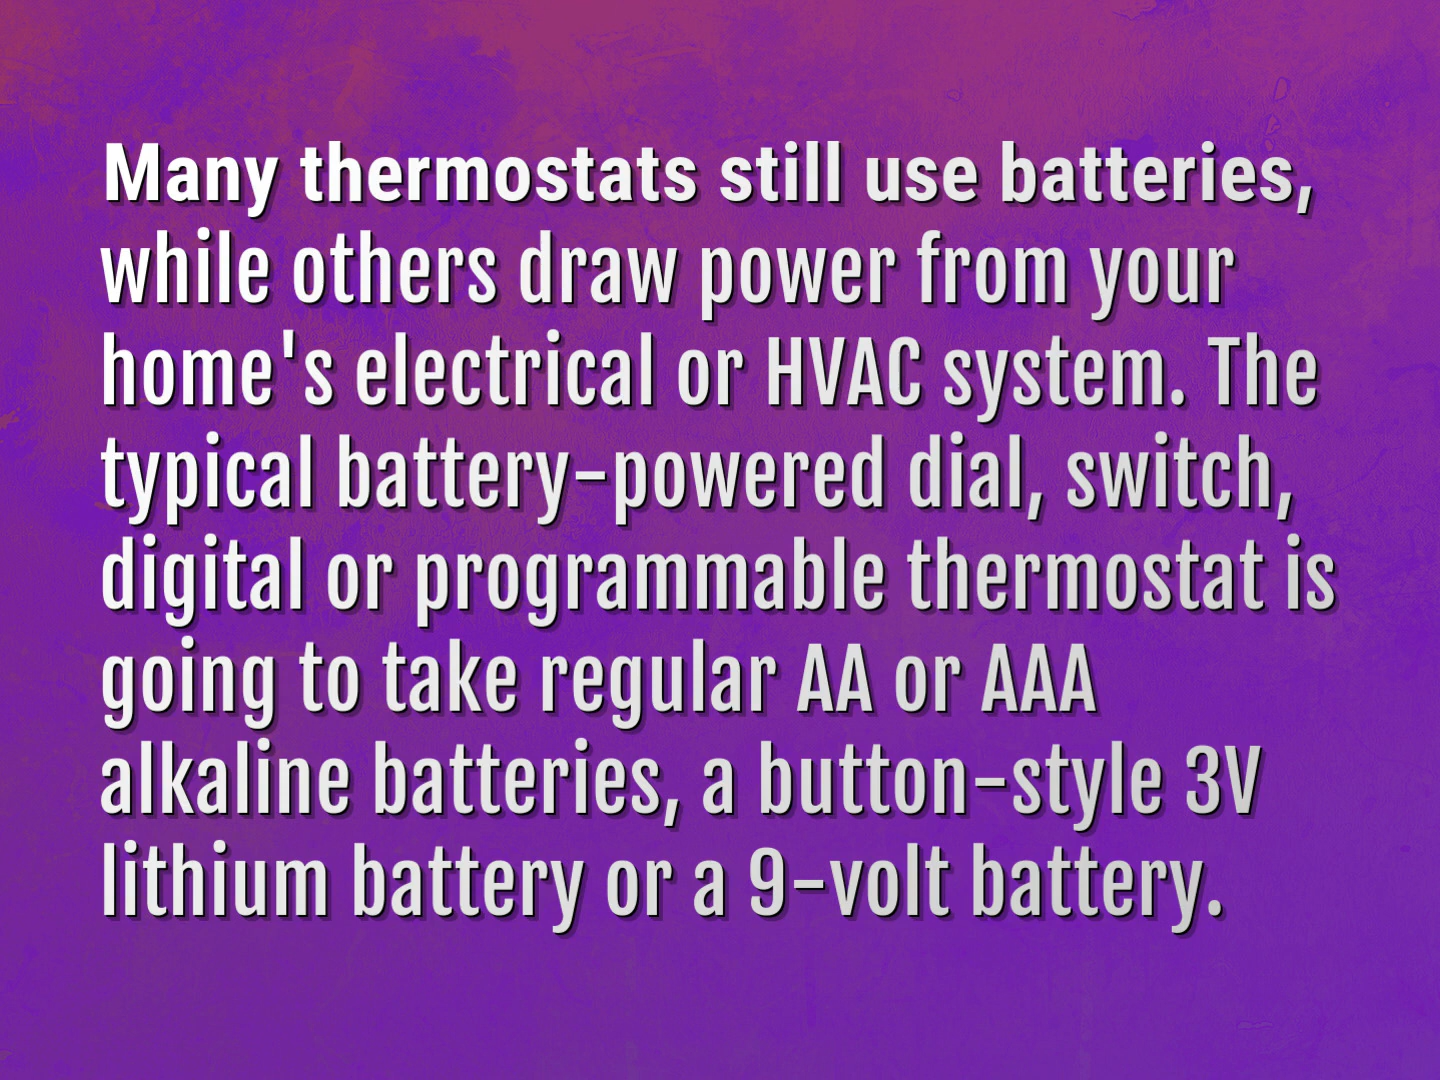 Many thermostats still use batteries,
while others draw power from your
home's electrical or HVAC system. The
typical battery-powered dial, switch,
digital or programmable thermostat is
going to take regular AA or AAA
alkaline batteries, a button-style 3V
lithium battery or a 9-volt battery.